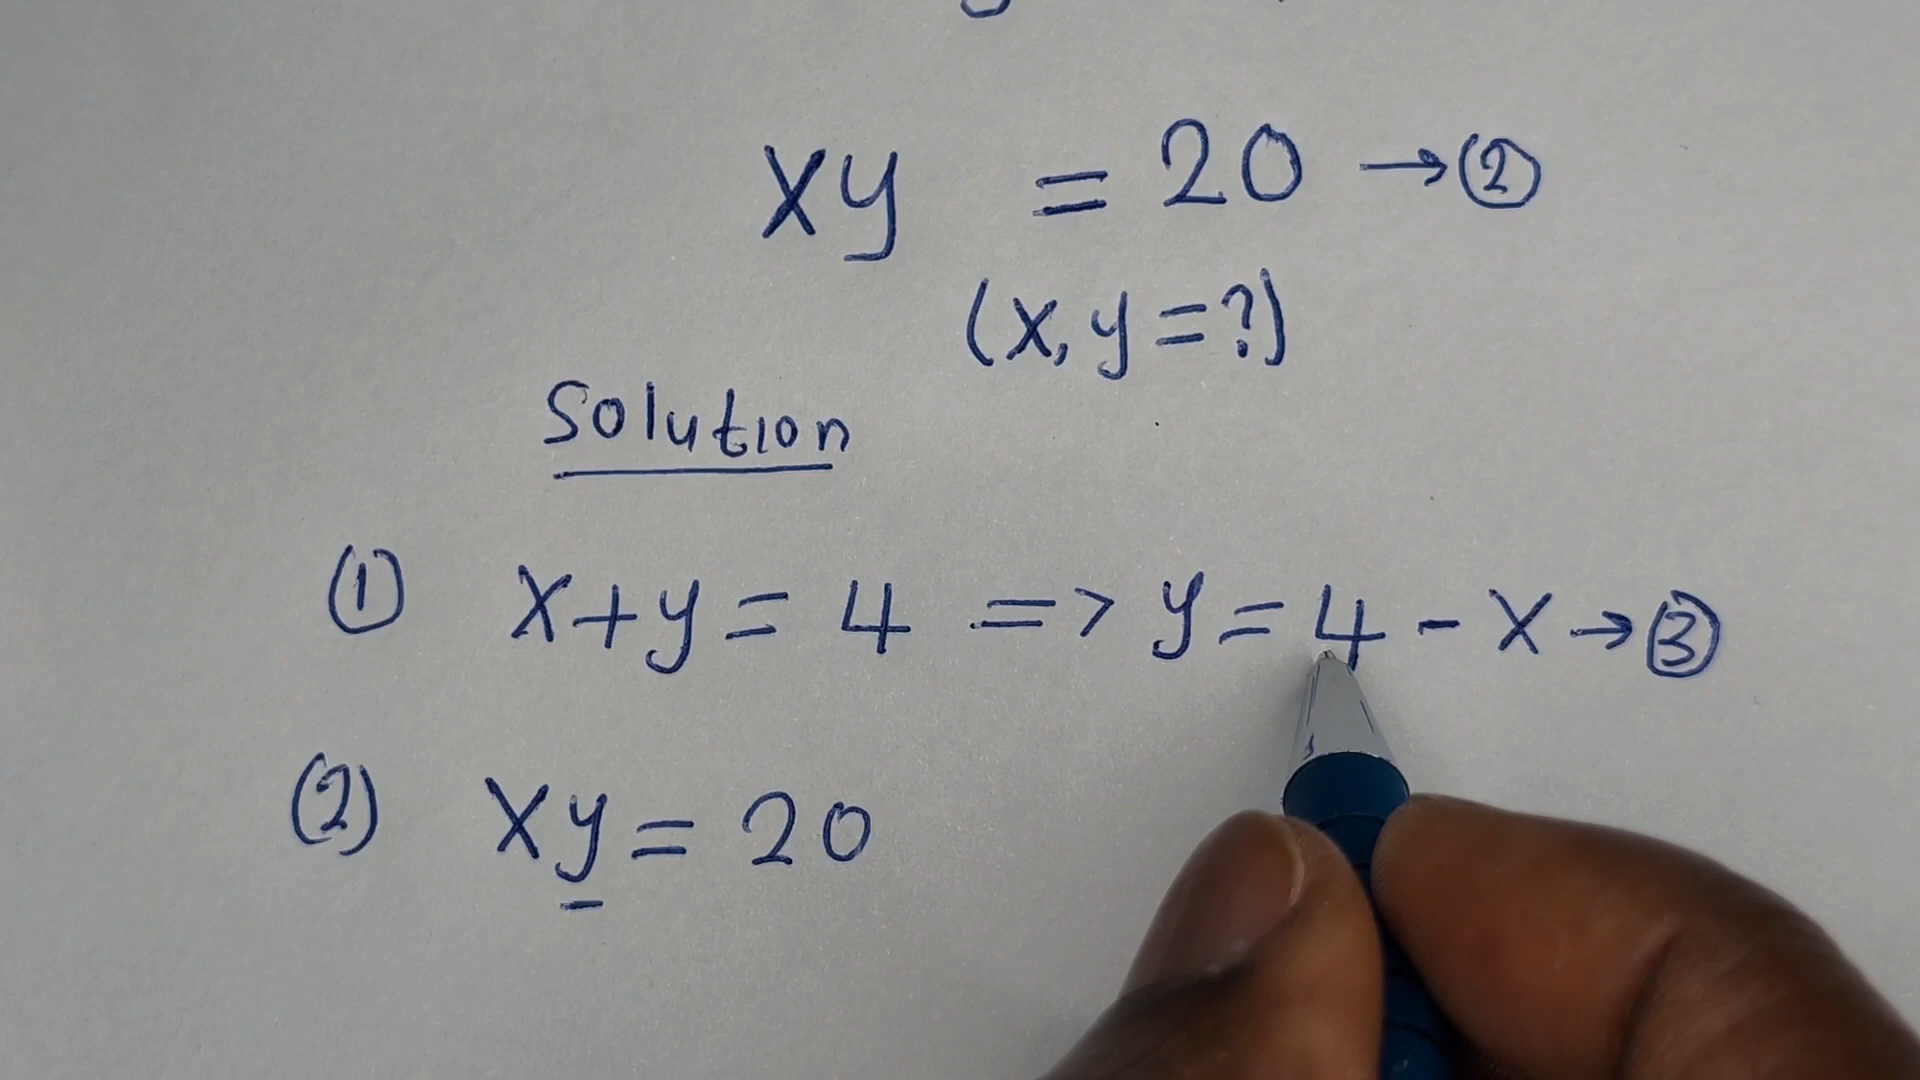 xy = 20 → ②
(x, y = ?)
Solution
① x + y = 4 => y = 4 - x → ③
(2) xy = 20